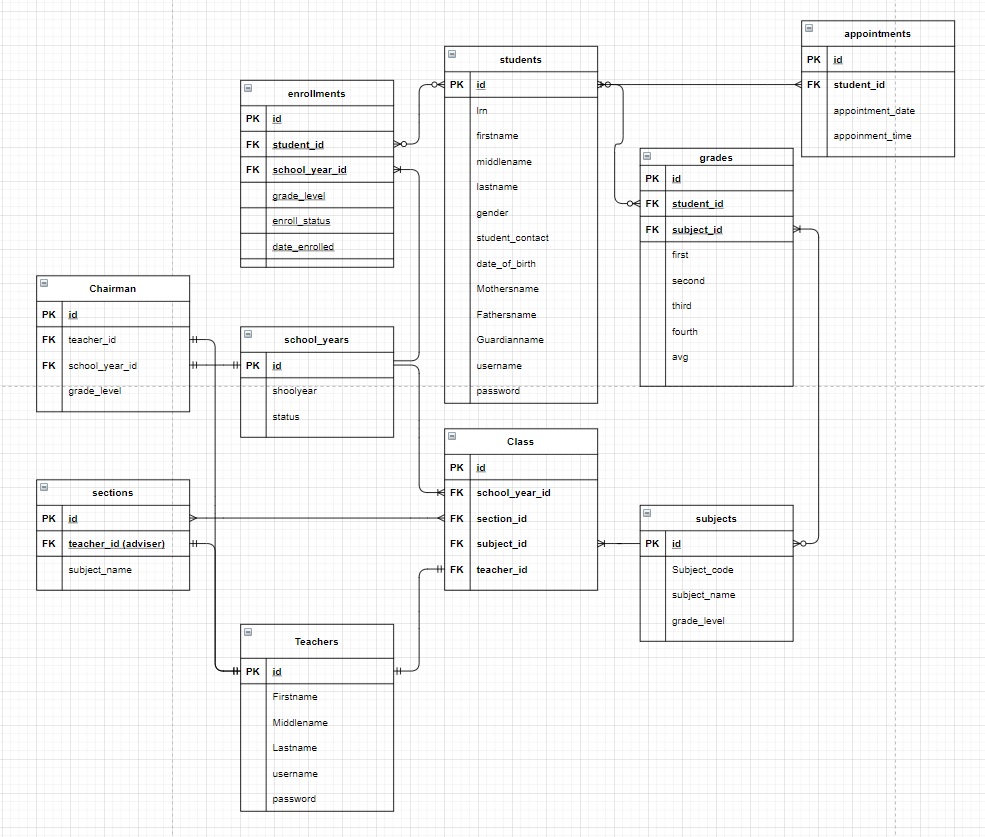 appointments
PK id
FK student_id
appointment_date
appoinment_time
students
PK id
lrn
firstname
middlename
lastname
gender
student_contact
date_of_birth
Mothersname
Fathersname
Guardianname
username
password
enrollments
PK id
FK student_id
FK school_year_id
grade_level
enroll_status
date_enrolled
grades
PK id
FK student_id
FK subject_id
first
second
third
fourth
avg
Chairman
PK id
FK teacher_id
FK school_year_id
grade_level
school_years
PK id
shoolyear
status
Class
PK id
FK school_year_id
FK section_id
FK subject_id
FK teacher_id
sections
PK id
FK teacher_id (adviser)
subject_name
subjects
PK id
Subject_code
subject_name
grade_level
Teachers
PK id
Firstname
Middlename
Lastname
username
password